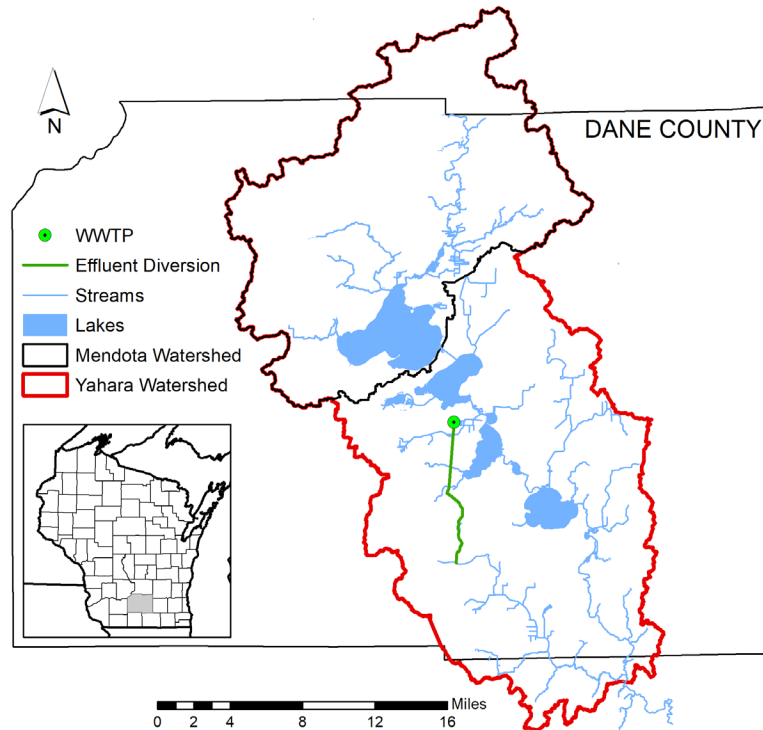 N
DANE COUNTY
WWTP
Effluent Diversion
Streams
Lakes
Mendota Watershed
Yahara Watershed
Miles
0 2 4 8 12 16